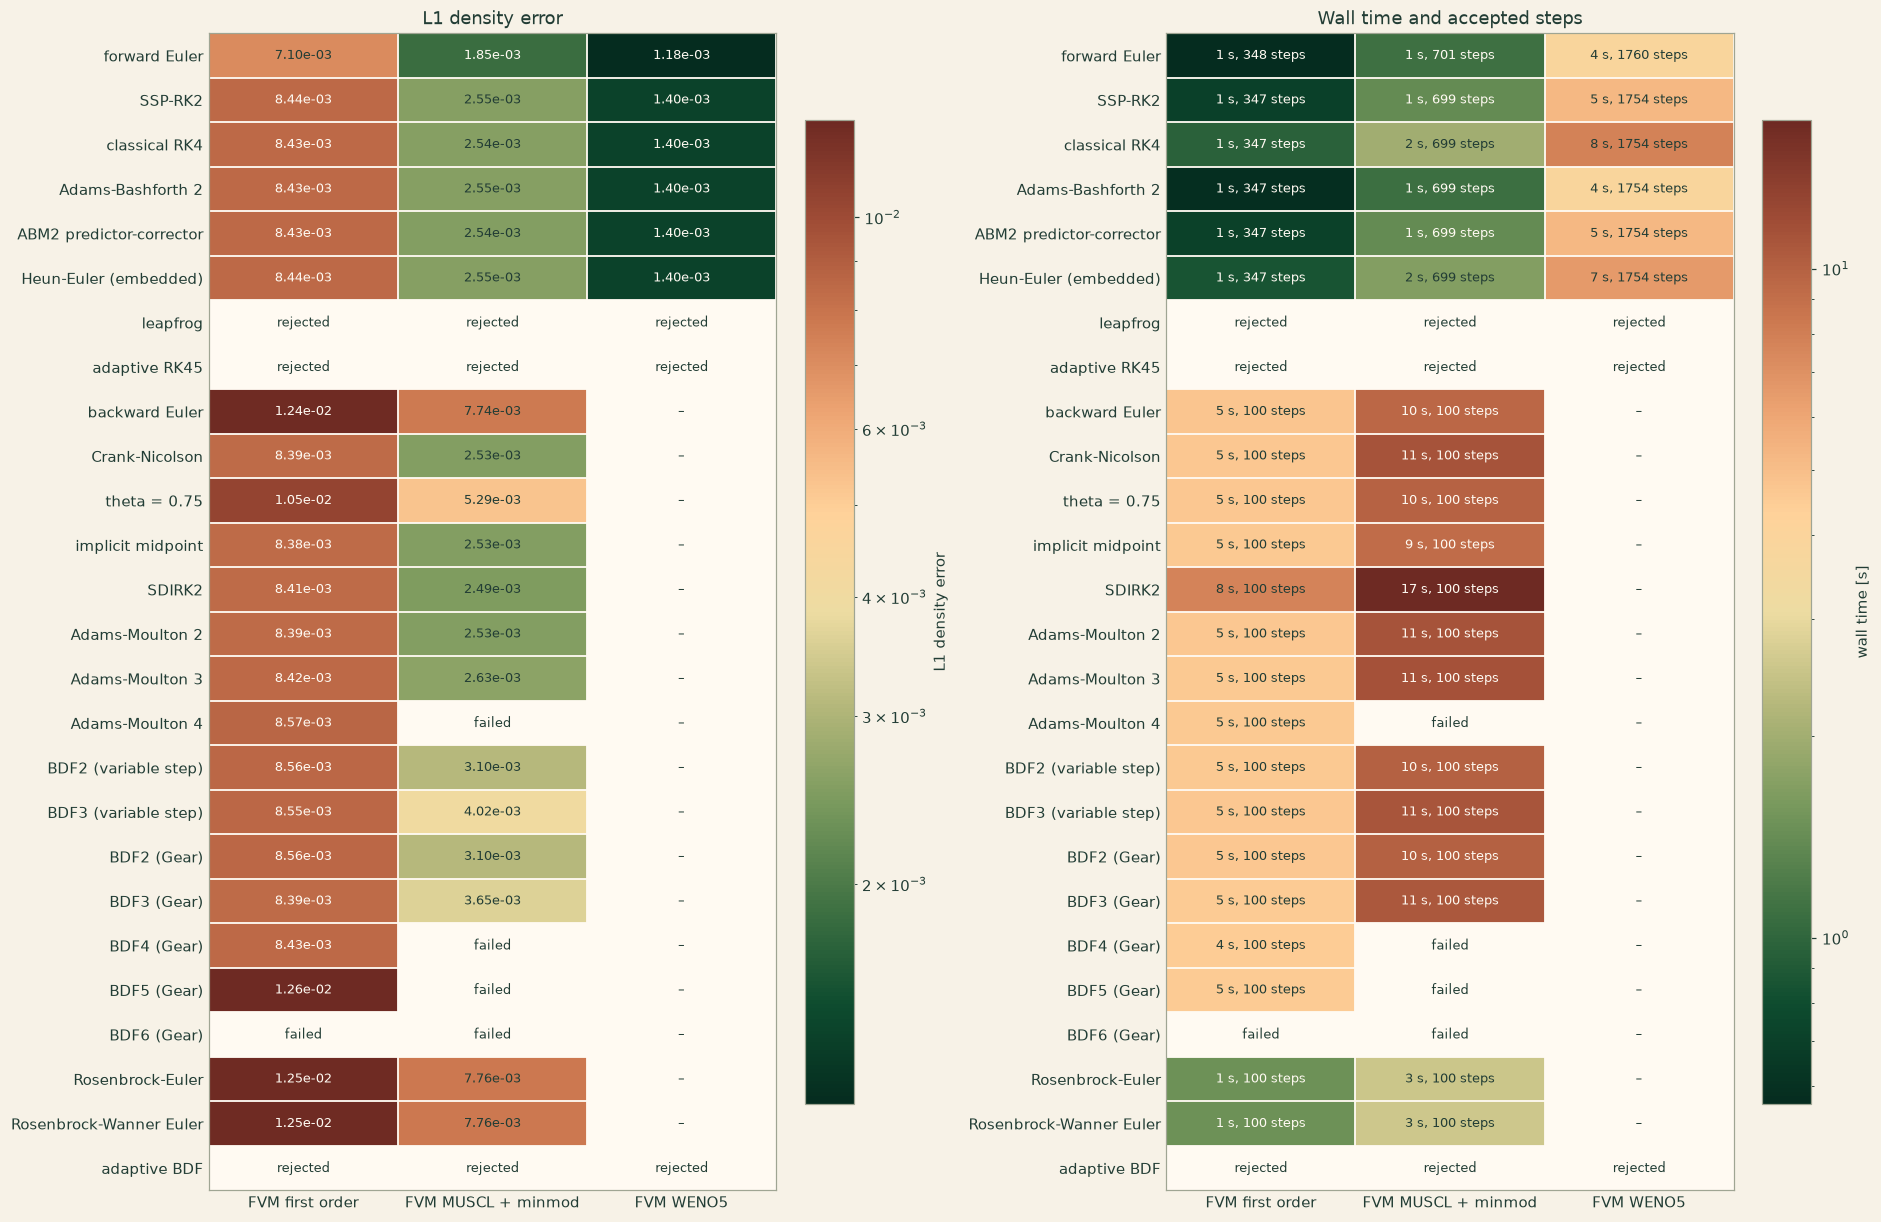 L1 density error
forward Euler 7.10e-03 1.85e-03 1.18e-03
SSP-RK2 8.44e-03 2.55e-03 1.40e-03
classical RK4 8.43e-03 2.54e-03 1.40e-03
Adams-Bashforth 2 8.43e-03 2.55e-03 1.40e-03
ABM2 predictor-corrector 8.43e-03 2.54e-03 1.40e-03
Heun-Euler (embedded) 8.44e-03 2.55e-03 1.40e-03
leapfrog rejected rejected rejected
adaptive RK45 rejected rejected rejected
backward Euler 1.24e-02 7.74e-03 –
Crank-Nicolson 8.39e-03 2.53e-03 –
theta = 0.75 1.05e-02 5.29e-03 –
implicit midpoint 8.38e-03 2.53e-03 –
SDIRK2 8.41e-03 2.49e-03 –
Adams-Moulton 2 8.39e-03 2.53e-03 –
Adams-Moulton 3 8.42e-03 2.63e-03 –
Adams-Moulton 4 8.57e-03 failed –
BDF2 (variable step) 8.56e-03 3.10e-03 –
BDF3 (variable step) 8.55e-03 4.02e-03 –
BDF2 (Gear) 8.56e-03 3.10e-03 –
BDF3 (Gear) 8.39e-03 3.65e-03 –
BDF4 (Gear) 8.43e-03 failed –
BDF5 (Gear) 1.26e-02 failed –
BDF6 (Gear) failed failed –
Rosenbrock-Euler 1.25e-02 7.76e-03 –
Rosenbrock-Wanner Euler 1.25e-02 7.76e-03 –
adaptive BDF rejected rejected rejected
FVM first order FVM MUSCL + minmod FVM WENO5
10⁻²
6 × 10⁻³
4 × 10⁻³
3 × 10⁻³
2 × 10⁻³
L1 density error
Wall time and accepted steps
forward Euler 1 s, 348 steps 1 s, 701 steps 4 s, 1760 steps
SSP-RK2 1 s, 347 steps 1 s, 699 steps 5 s, 1754 steps
classical RK4 1 s, 347 steps 2 s, 699 steps 8 s, 1754 steps
Adams-Bashforth 2 1 s, 347 steps 1 s, 699 steps 4 s, 1754 steps
ABM2 predictor-corrector 1 s, 347 steps 1 s, 699 steps 5 s, 1754 steps
Heun-Euler (embedded) 1 s, 347 steps 2 s, 699 steps 7 s, 1754 steps
leapfrog rejected rejected rejected
adaptive RK45 rejected rejected rejected
backward Euler 5 s, 100 steps 10 s, 100 steps –
Crank-Nicolson 5 s, 100 steps 11 s, 100 steps –
theta = 0.75 5 s, 100 steps 10 s, 100 steps –
implicit midpoint 5 s, 100 steps 9 s, 100 steps –
SDIRK2 8 s, 100 steps 17 s, 100 steps –
Adams-Moulton 2 5 s, 100 steps 11 s, 100 steps –
Adams-Moulton 3 5 s, 100 steps 11 s, 100 steps –
Adams-Moulton 4 5 s, 100 steps failed –
BDF2 (variable step) 5 s, 100 steps 10 s, 100 steps –
BDF3 (variable step) 5 s, 100 steps 11 s, 100 steps –
BDF2 (Gear) 5 s, 100 steps 10 s, 100 steps –
BDF3 (Gear) 5 s, 100 steps 11 s, 100 steps –
BDF4 (Gear) 4 s, 100 steps failed –
BDF5 (Gear) 5 s, 100 steps failed –
BDF6 (Gear) failed failed –
Rosenbrock-Euler 1 s, 100 steps 3 s, 100 steps –
Rosenbrock-Wanner Euler 1 s, 100 steps 3 s, 100 steps –
adaptive BDF rejected rejected rejected
FVM first order FVM MUSCL + minmod FVM WENO5
10¹
10⁰
wall time [s]